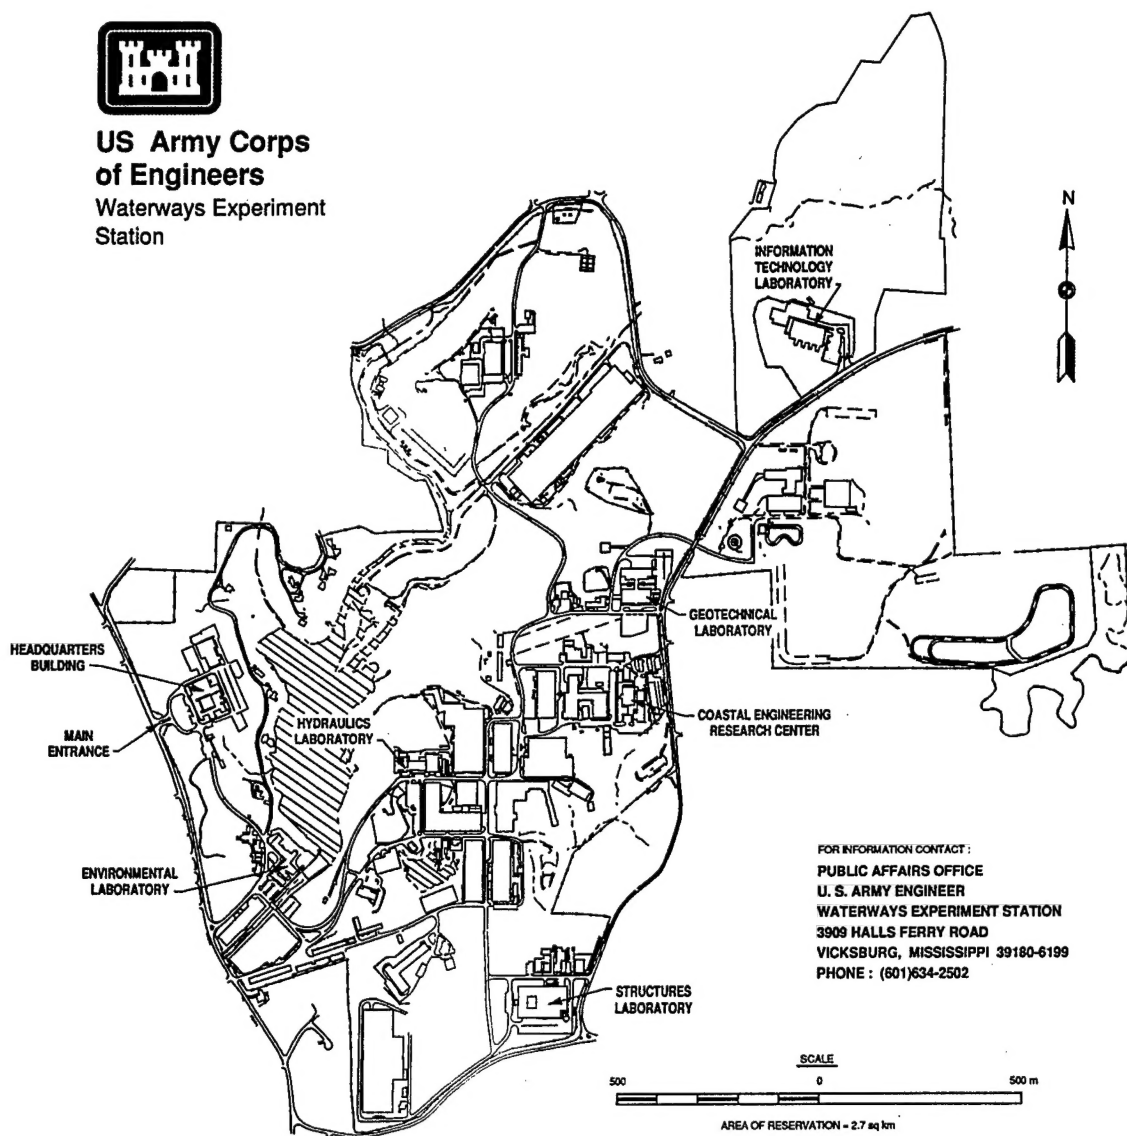 US Army Corps
of Engineers
Waterways Experiment
Station
N
INFORMATION
TECHNOLOGY
LABORATORY
GEOTECHNICAL
LABORATORY
HEADQUARTERS
BUILDING
MAIN
ENTRANCE
HYDRAULICS
LABORATORY
COASTAL ENGINEERING
RESEARCH CENTER
ENVIRONMENTAL
LABORATORY
STRUCTURES
LABORATORY
FOR INFORMATION CONTACT :
PUBLIC AFFAIRS OFFICE
U. S. ARMY ENGINEER
WATERWAYS EXPERIMENT STATION
3909 HALLS FERRY ROAD
VICKSBURG, MISSISSIPPI 39180-6199
PHONE : (601)634-2502
SCALE
500 0 500 m
AREA OF RESERVATION = 2.7 sq km